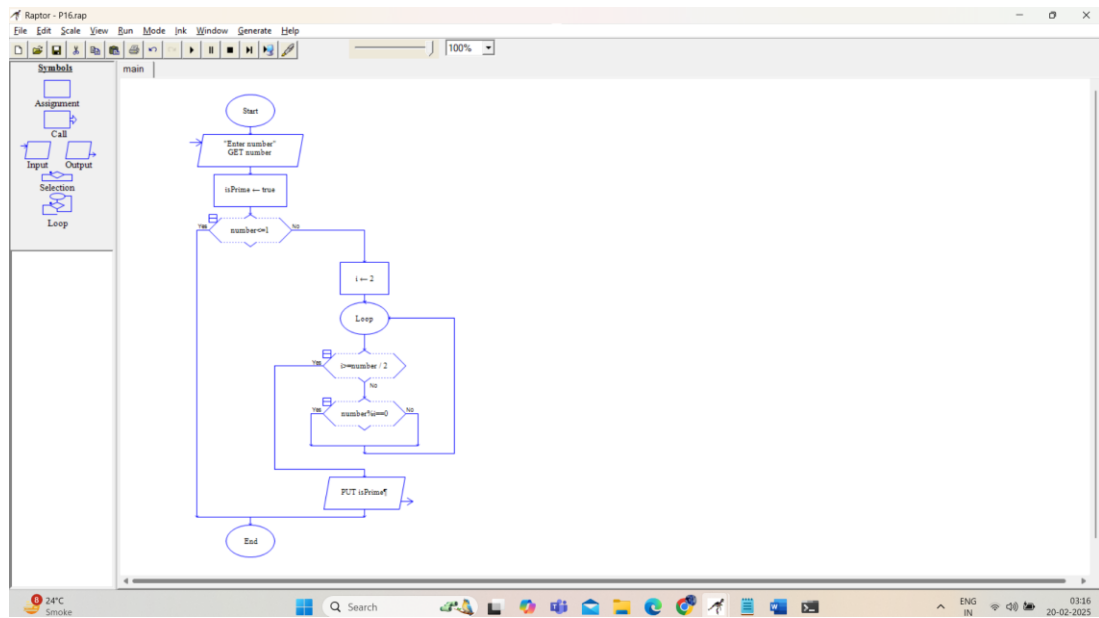 Raptor - P16.rap
File Edit Scale View Run Mode Ink Window Generate Help
100%
Symbols
Assignment
Call
Input Output
Selection
Loop
main
Start
"Enter number"
GET number
isPrime ← true
Yes number<=1 No
i ← 2
Loop
Yes i>=number / 2
No
Yes number%i==0 No
PUT isPrime¶
End
8
24°C
Smoke
Search
ENG
IN
03:16
20-02-2025